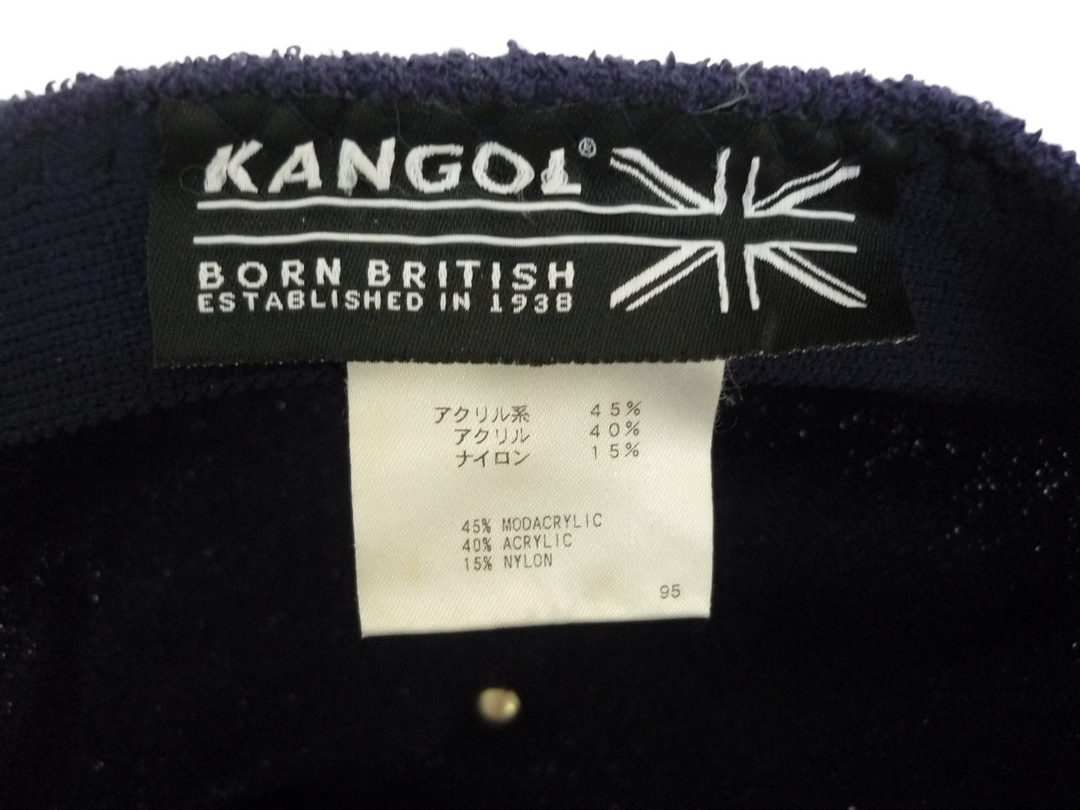 KANGOL®
BORN BRITISH
ESTABLISHED IN 1938
アクリル系 45%
アクリル 40%
ナイロン 15%
45% MODACRYLIC
40% ACRYLIC
15% NYLON
95